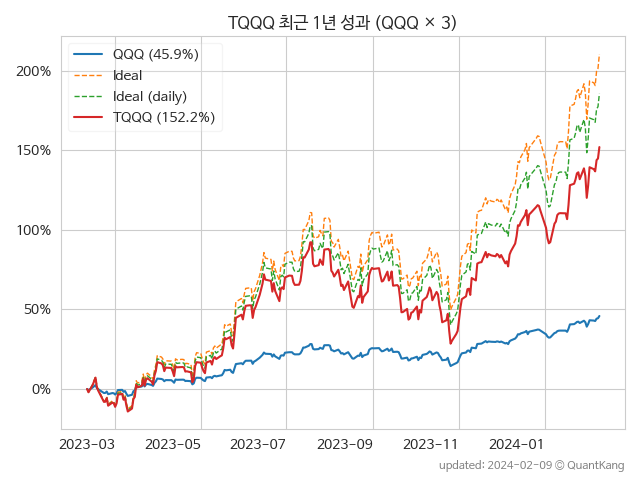 TQQQ 최근 1년 성과 (QQQ × 3)
QQQ (45.9%)
Ideal
Ideal (daily)
TQQQ (152.2%)
200%
150%
100%
50%
0%
2023-03 2023-05 2023-07 2023-09 2023-11 2024-01
updated: 2024-02-09 © QuantKang